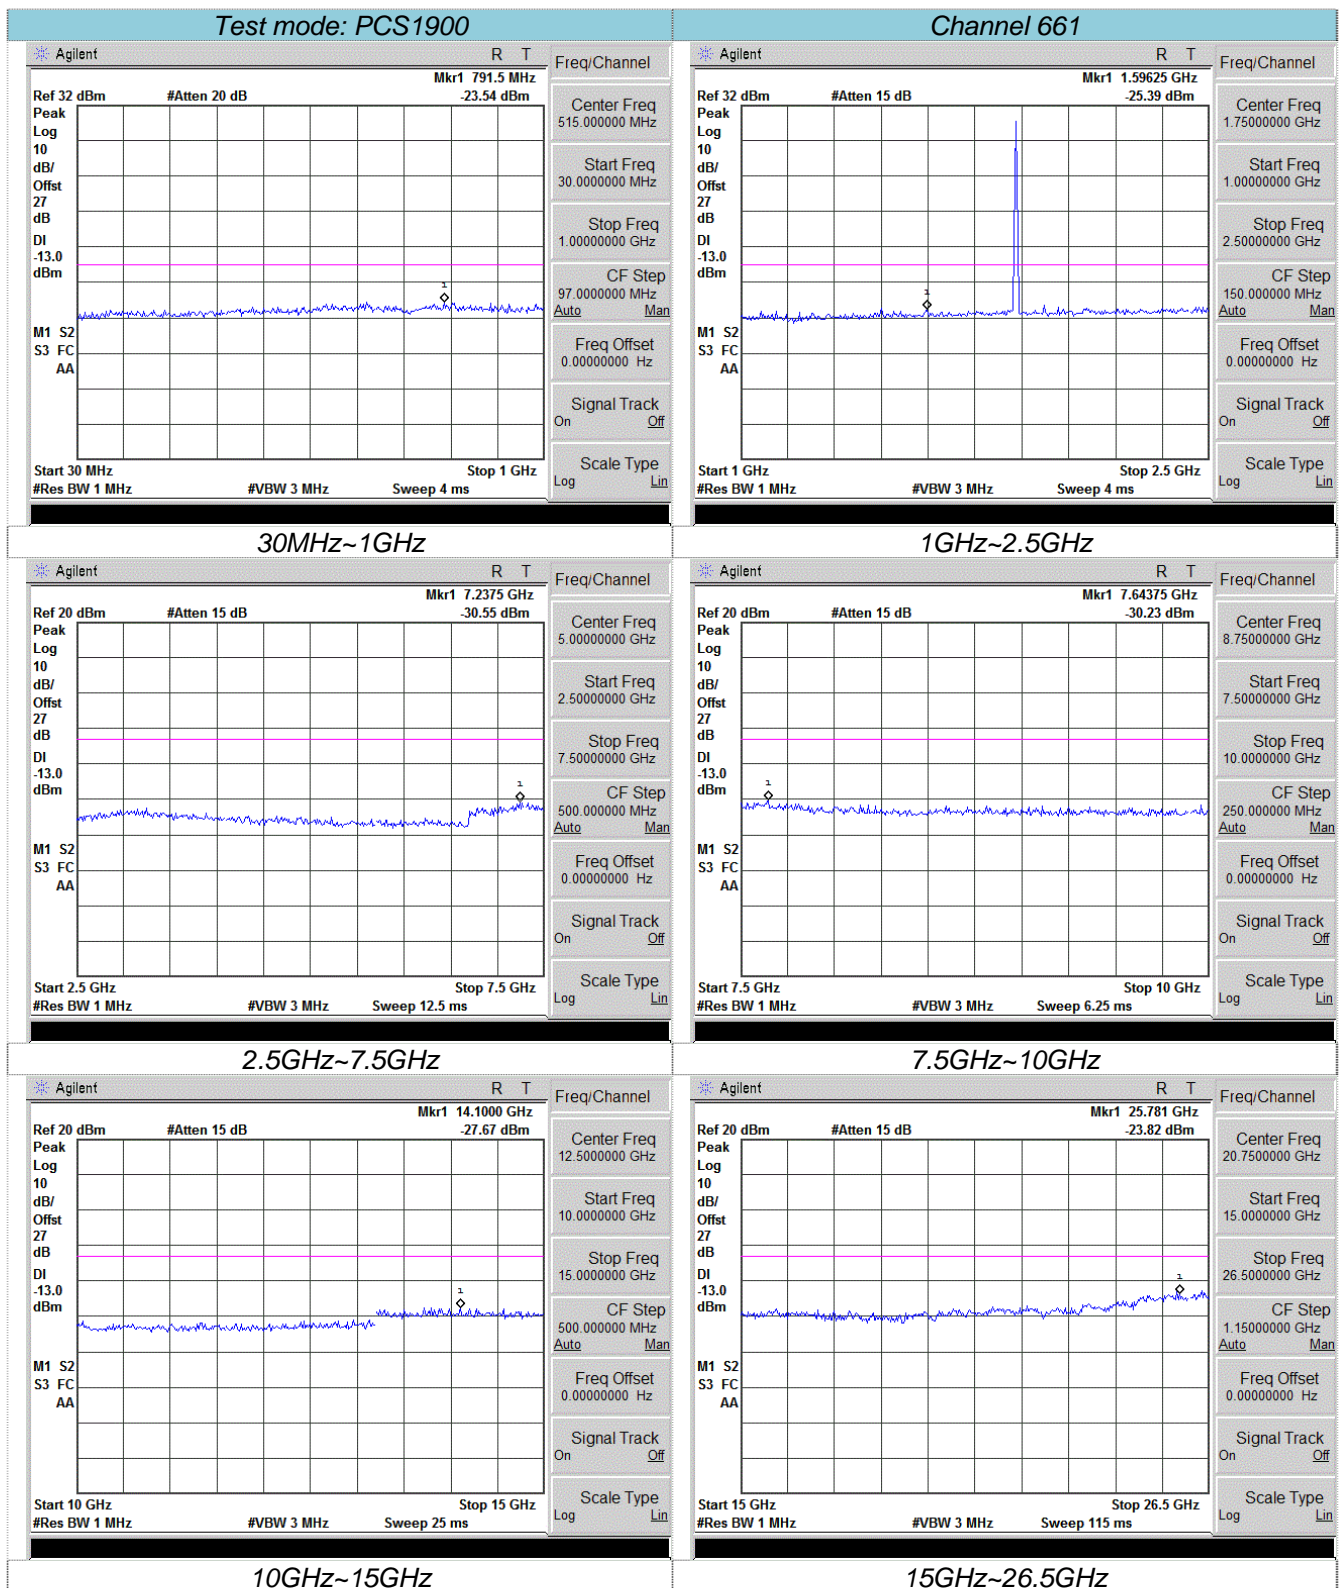 Test mode: PCS1900 Channel 661
Agilent R T Freq/Channel
Mkr1 791.5 MHz
Ref 32 dBm #Atten 20 dB -23.54 dBm
Peak
Log
10
dB/
Offst
27
dB
DI
-13.0
dBm
1
M1 S2
S3 FC
AA
Start 30 MHz Stop 1 GHz
#Res BW 1 MHz #VBW 3 MHz Sweep 4 ms
Center Freq
515.000000 MHz
Start Freq
30.0000000 MHz
Stop Freq
1.00000000 GHz
CF Step
97.0000000 MHz
Auto Man
Freq Offset
0.00000000 Hz
Signal Track
On Off
Scale Type
Log Lin
Agilent R T Freq/Channel
Mkr1 1.59625 GHz
Ref 32 dBm #Atten 15 dB -25.39 dBm
Peak
Log
10
dB/
Offst
27
dB
DI
-13.0
dBm
1
M1 S2
S3 FC
AA
Start 1 GHz Stop 2.5 GHz
#Res BW 1 MHz #VBW 3 MHz Sweep 4 ms
Center Freq
1.75000000 GHz
Start Freq
1.00000000 GHz
Stop Freq
2.50000000 GHz
CF Step
150.000000 MHz
Auto Man
Freq Offset
0.00000000 Hz
Signal Track
On Off
Scale Type
Log Lin
30MHz~1GHz 1GHz~2.5GHz
Agilent R T Freq/Channel
Mkr1 7.2375 GHz
Ref 20 dBm #Atten 15 dB -30.55 dBm
Peak
Log
10
dB/
Offst
27
dB
DI
-13.0
dBm
1
M1 S2
S3 FC
AA
Start 2.5 GHz Stop 7.5 GHz
#Res BW 1 MHz #VBW 3 MHz Sweep 12.5 ms
Center Freq
5.00000000 GHz
Start Freq
2.50000000 GHz
Stop Freq
7.50000000 GHz
CF Step
500.000000 MHz
Auto Man
Freq Offset
0.00000000 Hz
Signal Track
On Off
Scale Type
Log Lin
Agilent R T Freq/Channel
Mkr1 7.64375 GHz
Ref 20 dBm #Atten 15 dB -30.23 dBm
Peak
Log
10
dB/
Offst
27
dB
DI
-13.0
dBm
1
M1 S2
S3 FC
AA
Start 7.5 GHz Stop 10 GHz
#Res BW 1 MHz #VBW 3 MHz Sweep 6.25 ms
Center Freq
8.75000000 GHz
Start Freq
7.50000000 GHz
Stop Freq
10.0000000 GHz
CF Step
250.000000 MHz
Auto Man
Freq Offset
0.00000000 Hz
Signal Track
On Off
Scale Type
Log Lin
2.5GHz~7.5GHz 7.5GHz~10GHz
Agilent R T Freq/Channel
Mkr1 14.1000 GHz
Ref 20 dBm #Atten 15 dB -27.67 dBm
Peak
Log
10
dB/
Offst
27
dB
DI
-13.0
dBm
1
M1 S2
S3 FC
AA
Start 10 GHz Stop 15 GHz
#Res BW 1 MHz #VBW 3 MHz Sweep 25 ms
Center Freq
12.5000000 GHz
Start Freq
10.0000000 GHz
Stop Freq
15.0000000 GHz
CF Step
500.000000 MHz
Auto Man
Freq Offset
0.00000000 Hz
Signal Track
On Off
Scale Type
Log Lin
Agilent R T Freq/Channel
Mkr1 25.781 GHz
Ref 20 dBm #Atten 15 dB -23.82 dBm
Peak
Log
10
dB/
Offst
27
dB
DI
-13.0
dBm
1
M1 S2
S3 FC
AA
Start 15 GHz Stop 26.5 GHz
#Res BW 1 MHz #VBW 3 MHz Sweep 115 ms
Center Freq
20.7500000 GHz
Start Freq
15.0000000 GHz
Stop Freq
26.5000000 GHz
CF Step
1.15000000 GHz
Auto Man
Freq Offset
0.00000000 Hz
Signal Track
On Off
Scale Type
Log Lin
10GHz~15GHz 15GHz~26.5GHz